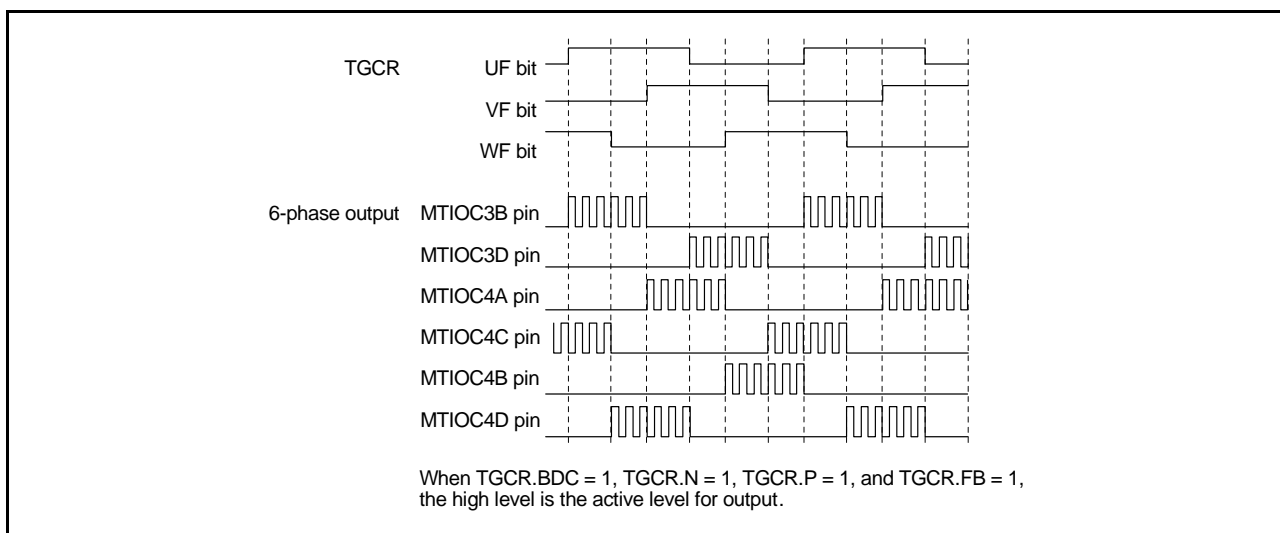 TGCR UF bit
VF bit
WF bit
6-phase output MTIOC3B pin
MTIOC3D pin
MTIOC4A pin
MTIOC4C pin
MTIOC4B pin
MTIOC4D pin
When TGCR.BDC = 1, TGCR.N = 1, TGCR.P = 1, and TGCR.FB = 1,
the high level is the active level for output.